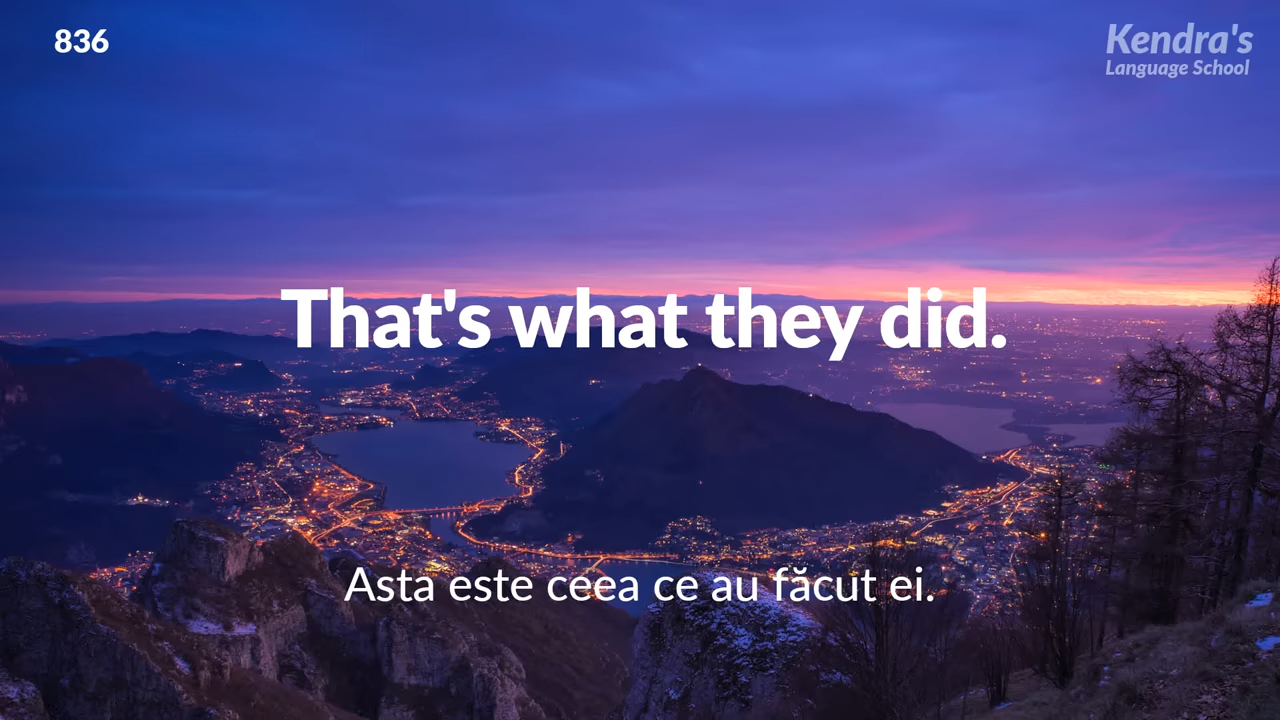 836
Kendra's
Language School
That's what they did.
Asta este ceea ce au făcut ei.